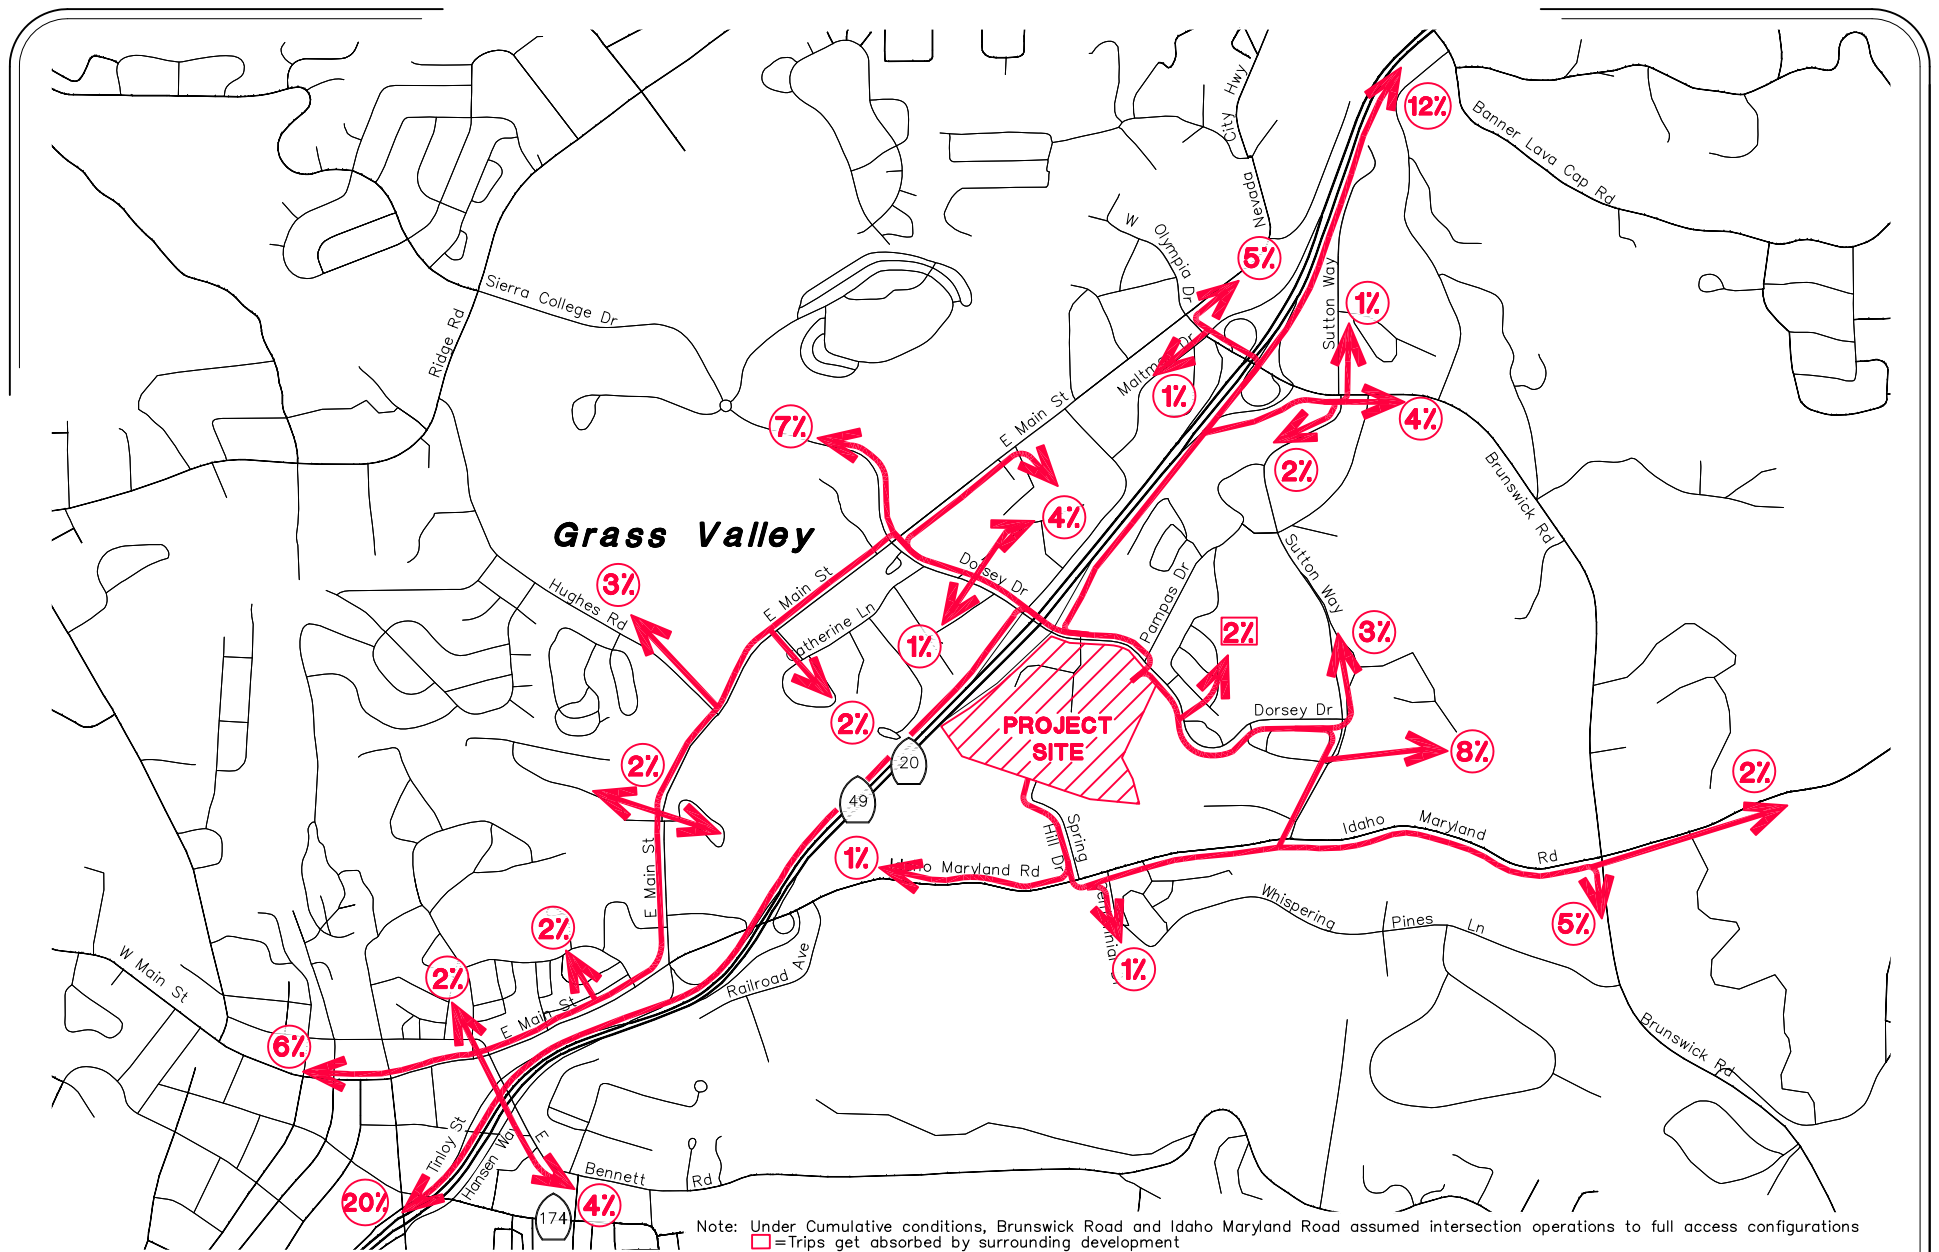 12%
Banner Lava Cap Rd
City Hwy
Nevada
W Olympia Dr
5%
Sutton Way
1%
Sierra College Dr
Ridge Rd
Dr
1%
4%
7%
E Main St
2%
Brunswick Rd
4%
Grass Valley
Dorsey Dr
Sutton Way
3%
Hughes Rd
E Main St
Catherine Ln
Pampas Dr
1%
2%
3%
2%
Dorsey Dr
PROJECT
SITE
8%
20
2%
2%
49
Spring
Hill Dr
Idaho Maryland
Rd
1%
Maryland Rd
E Main St
Whispering
Pines Ln
5%
2%
1%
W Main St
2%
Railroad Ave
E Main St
6%
Brunswick Rd
Tinloy St
Hansen Way
E
Bennett
Rd
20%
4%
174
Note: Under Cumulative conditions, Brunswick Road and Idaho Maryland Road assumed intersection operations to full access configurations
=Trips get absorbed by surrounding development